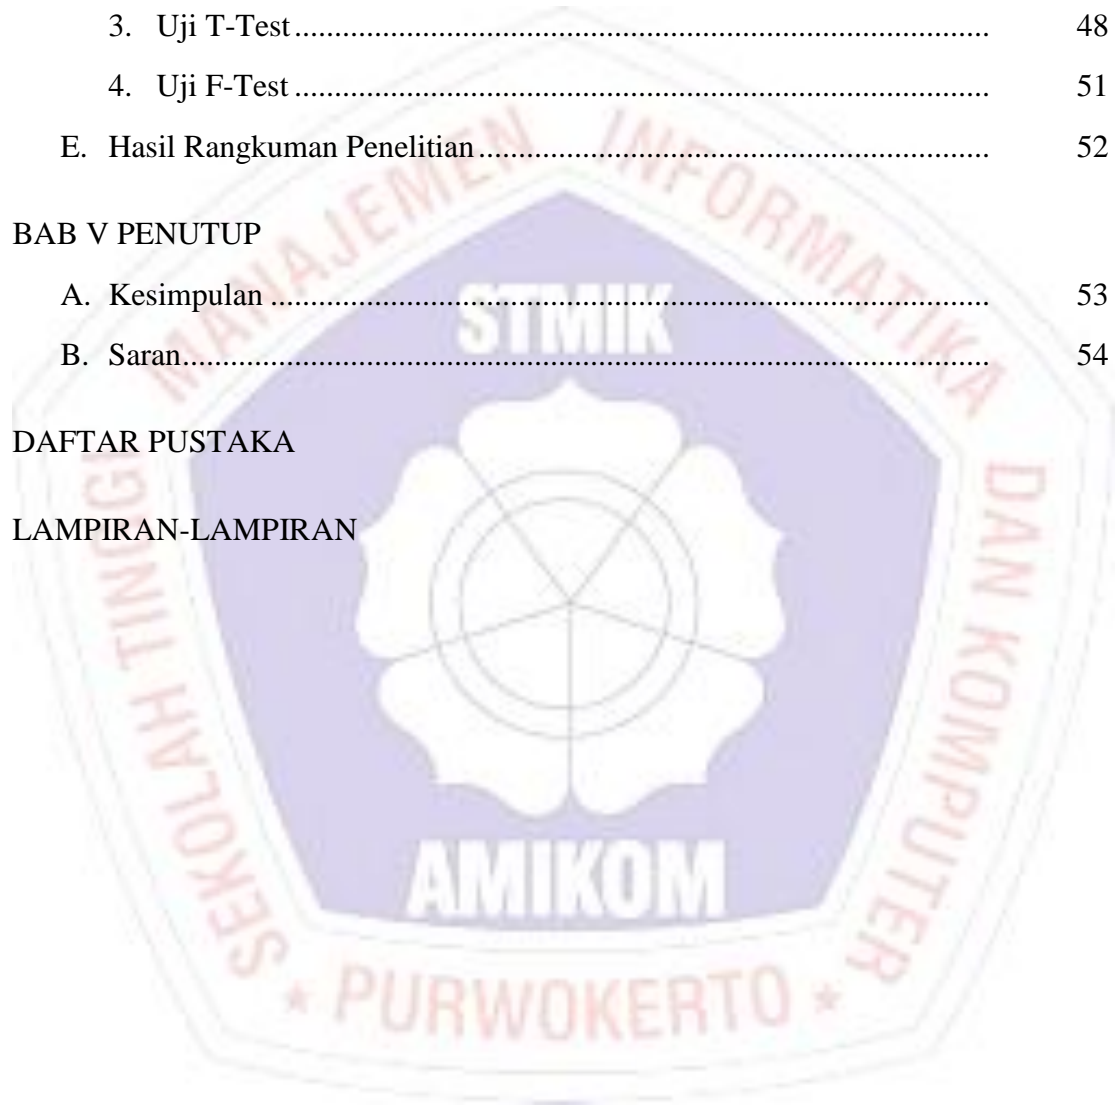 3. Uji T-Test ......................................................................................... 48
4. Uji F-Test ......................................................................................... 51
E. Hasil Rangkuman Penelitian ................................................................. 52
BAB V PENUTUP
A. Kesimpulan ............................................................................................ 53
B. Saran....................................................................................................... 54
DAFTAR PUSTAKA
LAMPIRAN-LAMPIRAN
SEKOLAH TINGGI MANAJEMEN INFORMATIKA DAN KOMPUTER
STMIK
AMIKOM
* PURWOKERTO *